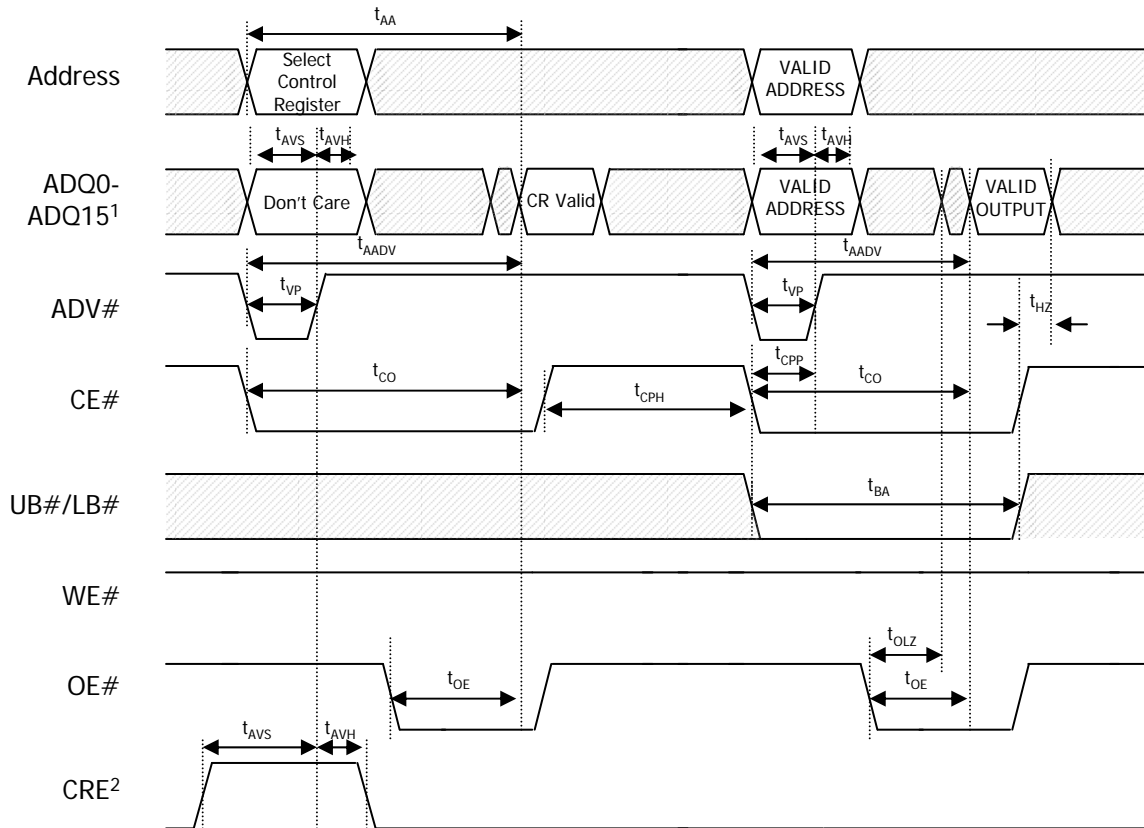 tAA
Address
Select
Control
Register
VALID
ADDRESS
tAVS tAVH tAVS tAVH
ADQ0-
ADQ15¹
Don't Care
CR Valid
VALID
ADDRESS
VALID
OUTPUT
tAADV tAADV
ADV#
tVP tVP tHZ
CE#
tCO tCPH tCPP tCO
UB#/LB#
tBA
WE#
OE#
tOE tOLZ tOE
tAVS tAVH
CRE²